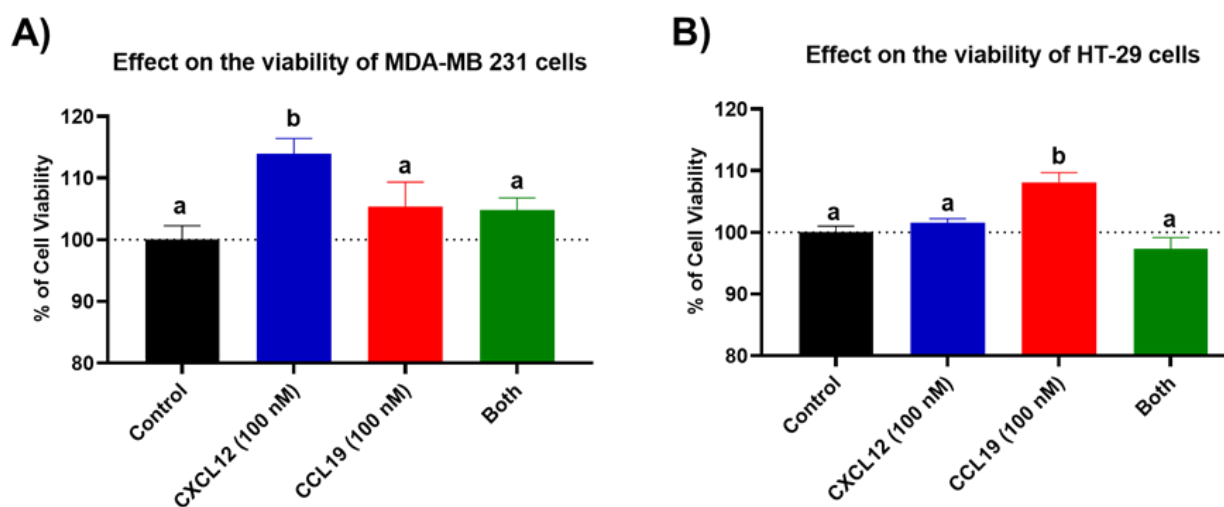 A)
Effect on the viability of MDA-MB 231 cells
% of Cell Viability
120
110
100
90
80
a
b
a
a
Control
CXCL12 (100 nM)
CCL19 (100 nM)
Both
B)
Effect on the viability of HT-29 cells
% of Cell Viability
120
110
100
90
80
a
a
b
a
Control
CXCL12 (100 nM)
CCL19 (100 nM)
Both